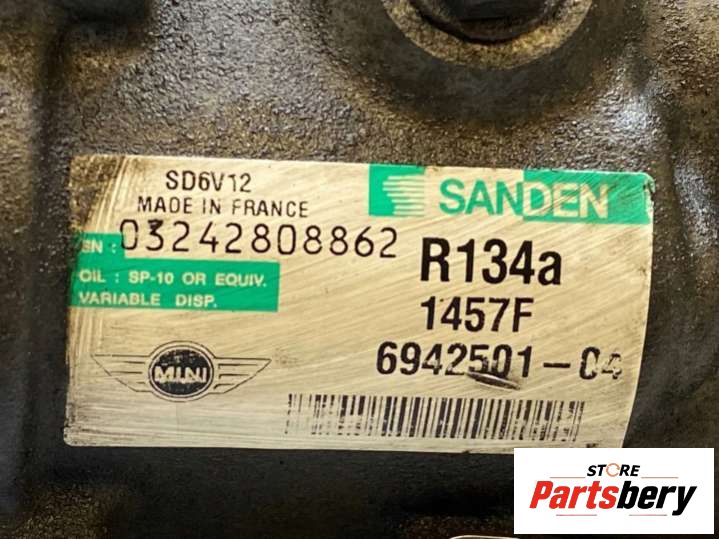 SD6V12
MADE IN FRANCE
SANDEN
SN: 03242808862
R134a
OIL : SP-10 OR EQUIV.
VARIABLE DISP.
1457F
6942501-04
MINI
STORE
Partsbery